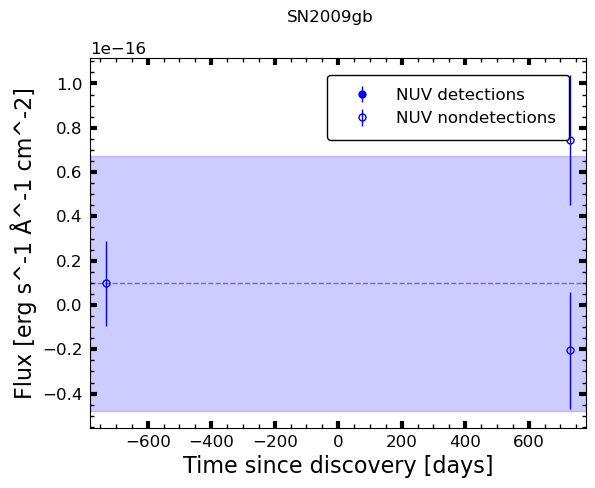 SN2009gb
1e−16
NUV detections
NUV nondetections
1.0
0.8
0.6
0.4
0.2
0.0
−0.2
−0.4
Flux [erg s^-1 Å^-1 cm^-2]
−600 −400 −200 0 200 400 600
Time since discovery [days]